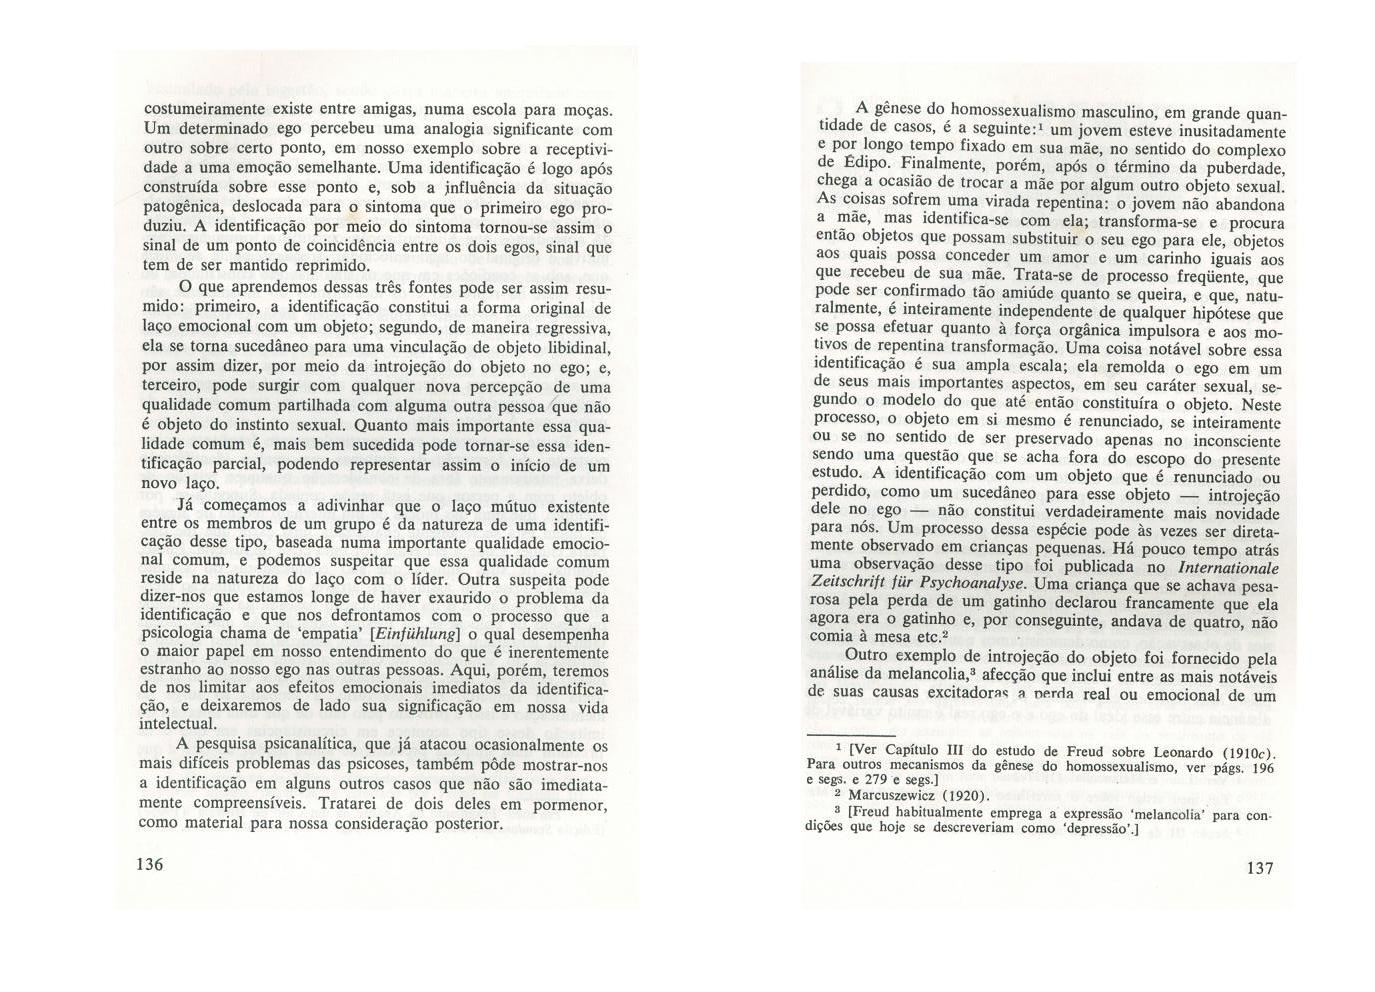 costumeiramente existe entre amigas, numa escola para moças.
Um determinado ego percebeu uma analogia significante com
outro sobre certo ponto, em nosso exemplo sobre a receptivi-
dade a uma emoção semelhante. Uma identificação é logo após
construída sobre esse ponto e, sob a influência da situação
patogênica, deslocada para o sintoma que o primeiro ego pro-
duziu. A identificação por meio do sintoma tornou-se assim o
sinal de um ponto de coincidência entre os dois egos, sinal que
tem de ser mantido reprimido.
O que aprendemos dessas três fontes pode ser assim resu-
mido: primeiro, a identificação constitui a forma original de
laço emocional com um objeto; segundo, de maneira regressiva,
ela se torna sucedâneo para uma vinculação de objeto libidinal,
por assim dizer, por meio da introjeção do objeto no ego; e,
terceiro, pode surgir com qualquer nova percepção de uma
qualidade comum partilhada com alguma outra pessoa que não
é objeto do instinto sexual. Quanto mais importante essa qua-
lidade comum é, mais bem sucedida pode tornar-se essa iden-
tificação parcial, podendo representar assim o início de um
novo laço.
Já começamos a adivinhar que o laço mútuo existente
entre os membros de um grupo é da natureza de uma identifi-
cação desse tipo, baseada numa importante qualidade emocio-
nal comum, e podemos suspeitar que essa qualidade comum
reside na natureza do laço com o líder. Outra suspeita pode
dizer-nos que estamos longe de haver exaurido o problema da
identificação e que nos defrontamos com o processo que a
psicologia chama de ‘empatia’ [Einfühlung] o qual desempenha
o maior papel em nosso entendimento do que é inerentemente
estranho ao nosso ego nas outras pessoas. Aqui, porém, teremos
de nos limitar aos efeitos emocionais imediatos da identifica-
ção, e deixaremos de lado sua significação em nossa vida
intelectual.
A pesquisa psicanalítica, que já atacou ocasionalmente os
mais difíceis problemas das psicoses, também pôde mostrar-nos
a identificação em alguns outros casos que não são imediata-
mente compreensíveis. Tratarei de dois deles em pormenor,
como material para nossa consideração posterior.
136
A gênese do homossexualismo masculino, em grande quan-
tidade de casos, é a seguinte:¹ um jovem esteve inusitadamente
e por longo tempo fixado em sua mãe, no sentido do complexo
de Édipo. Finalmente, porém, após o término da puberdade,
chega a ocasião de trocar a mãe por algum outro objeto sexual.
As coisas sofrem uma virada repentina: o jovem não abandona
a mãe, mas identifica-se com ela; transforma-se e procura
então objetos que possam substituir o seu ego para ele, objetos
aos quais possa conceder um amor e um carinho iguais aos
que recebeu de sua mãe. Trata-se de processo freqüente, que
pode ser confirmado tão amiúde quanto se queira, e que, natu-
ralmente, é inteiramente independente de qualquer hipótese que
se possa efetuar quanto à força orgânica impulsora e aos mo-
tivos de repentina transformação. Uma coisa notável sobre essa
identificação é sua ampla escala; ela remolda o ego em um
de seus mais importantes aspectos, em seu caráter sexual, se-
gundo o modelo do que até então constituíra o objeto. Neste
processo, o objeto em si mesmo é renunciado, se inteiramente
ou se no sentido de ser preservado apenas no inconsciente
sendo uma questão que se acha fora do escopo do presente
estudo. A identificação com um objeto que é renunciado ou
perdido, como um sucedâneo para esse objeto — introjeção
dele no ego — não constitui verdadeiramente mais novidade
para nós. Um processo dessa espécie pode às vezes ser direta-
mente observado em crianças pequenas. Há pouco tempo atrás
uma observação desse tipo foi publicada no Internationale
Zeitschrift für Psychoanalyse. Uma criança que se achava pesa-
rosa pela perda de um gatinho declarou francamente que ela
agora era o gatinho e, por conseguinte, andava de quatro, não
comia à mesa etc.²
Outro exemplo de introjeção do objeto foi fornecido pela
análise da melancolia,³ afecção que inclui entre as mais notáveis
de suas causas excitadoras a perda real ou emocional de um
¹ [Ver Capítulo III do estudo de Freud sobre Leonardo (1910c).
Para outros mecanismos da gênese do homossexualismo, ver págs. 196
e segs. e 279 e segs.]
² Marcuszewicz (1920).
³ [Freud habitualmente emprega a expressão ‘melancolia’ para con-
dições que hoje se descreveriam como ‘depressão’.]
137